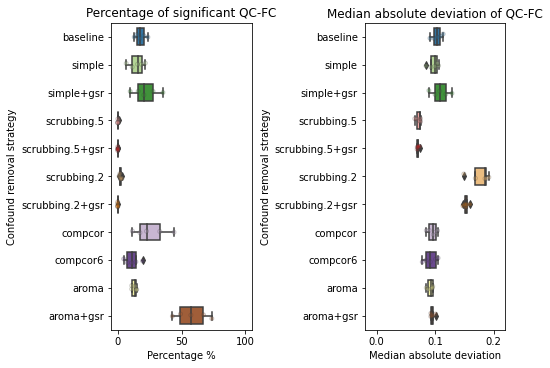 Percentage of significant QC-FC
Confound removal strategy
baseline
simple
simple+gsr
scrubbing.5
scrubbing.5+gsr
scrubbing.2
scrubbing.2+gsr
compcor
compcor6
aroma
aroma+gsr
0
50
100
Percentage %
Median absolute deviation of QC-FC
Confound removal strategy
baseline
simple
simple+gsr
scrubbing.5
scrubbing.5+gsr
scrubbing.2
scrubbing.2+gsr
compcor
compcor6
aroma
aroma+gsr
0.0
0.1
0.2
Median absolute deviation